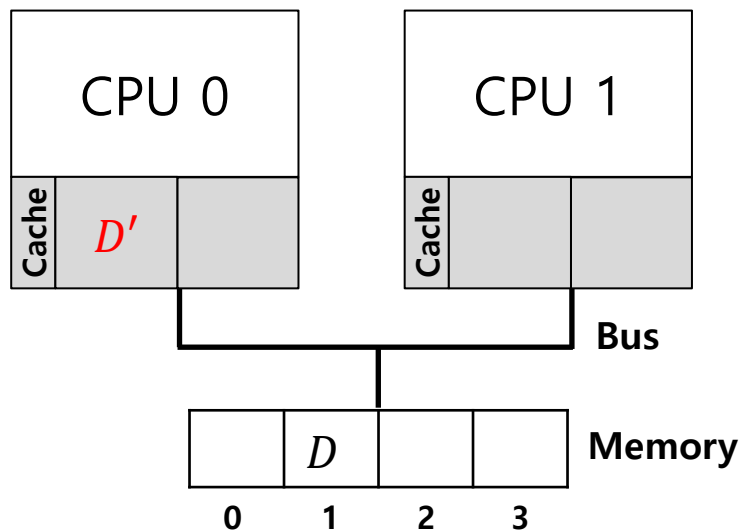 CPU 0
CPU 1
Cache
D′
Cache
Bus
D
Memory
0 1 2 3